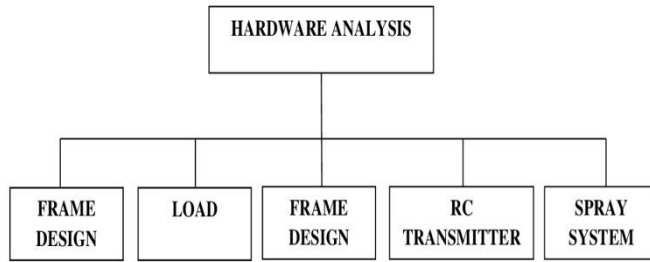 HARDWARE ANALYSIS
FRAME
DESIGN
LOAD
FRAME
DESIGN
RC
TRANSMITTER
SPRAY
SYSTEM